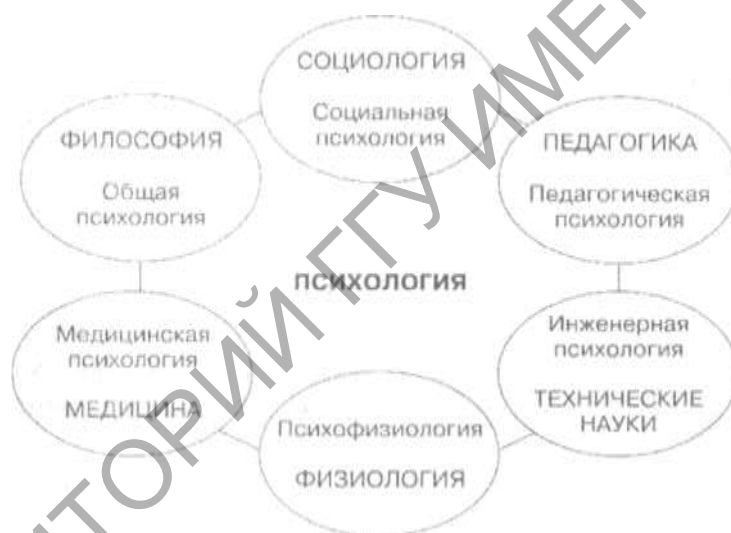 СОЦИОЛОГИЯ
Социальная
психология
ФИЛОСОФИЯ
Общая
психология
ПЕДАГОГИКА
Педагогическая
психология
ПСИХОЛОГИЯ
Медицинская
психология
МЕДИЦИНА
Инженерная
психология
ТЕХНИЧЕСКИЕ
НАУКИ
Психофизиология
ФИЗИОЛОГИЯ
ГГУ